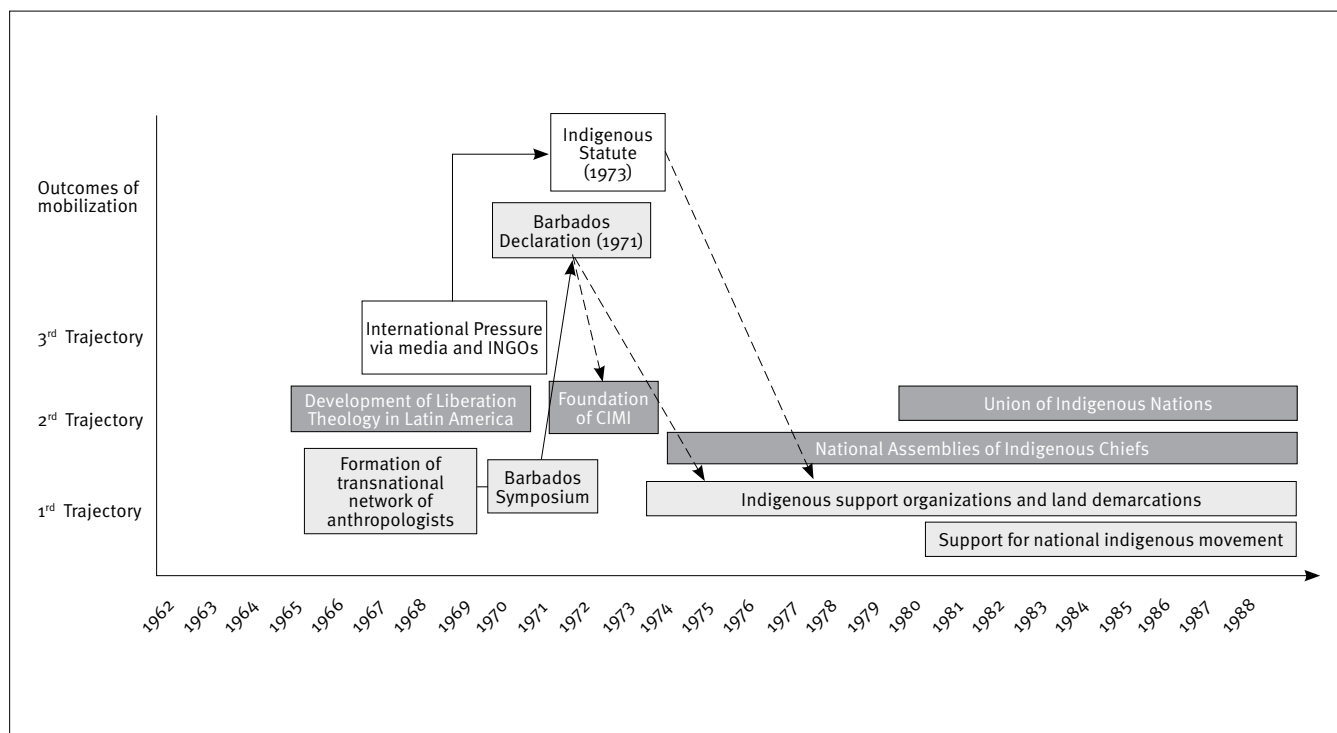 Indigenous
Statute
(1973)
Outcomes of
mobilization
Barbados
Declaration (1971)
3rd Trajectory
International Pressure
via media and INGOs
2nd Trajectory
Development of Liberation
Theology in Latin America
Foundation
of CIMI
Union of Indigenous Nations
National Assemblies of Indigenous Chiefs
1st Trajectory
Formation of
transnational
network of
anthropologists
Barbados
Symposium
Indigenous support organizations and land demarcations
Support for national indigenous movement
1962 1963 1964 1965 1966 1967 1968 1969 1970 1971 1972 1973 1974 1975 1976 1977 1978 1979 1980 1981 1982 1983 1984 1985 1986 1987 1988